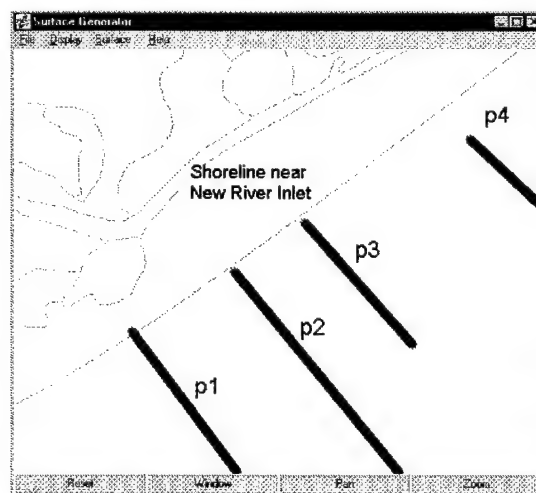 Surface Generator
File Display Surface Help
p4
Shoreline near
New River Inlet
p3
p2
p1
Reset Window Pan Zoom